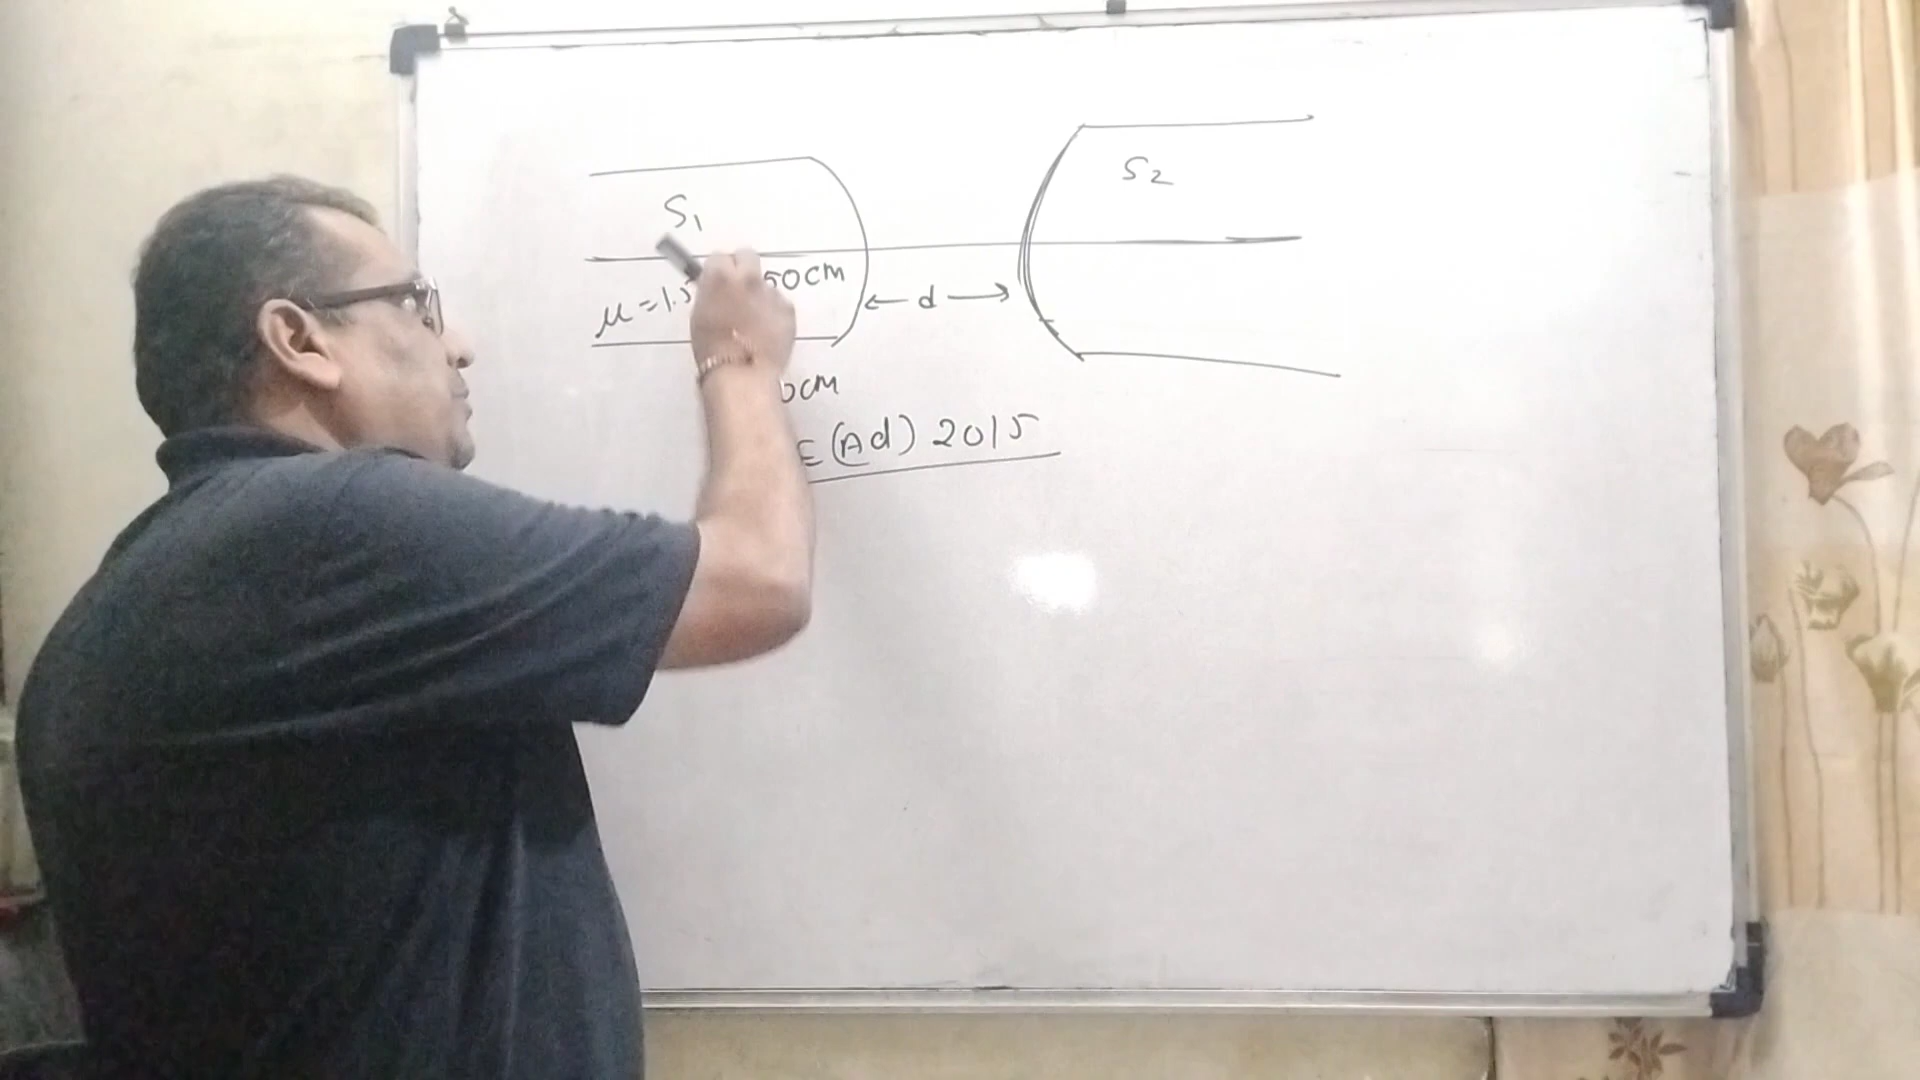 S₁
S₂
μ = 1.5
50cm
← d →
0cm
E(Ad) 2015